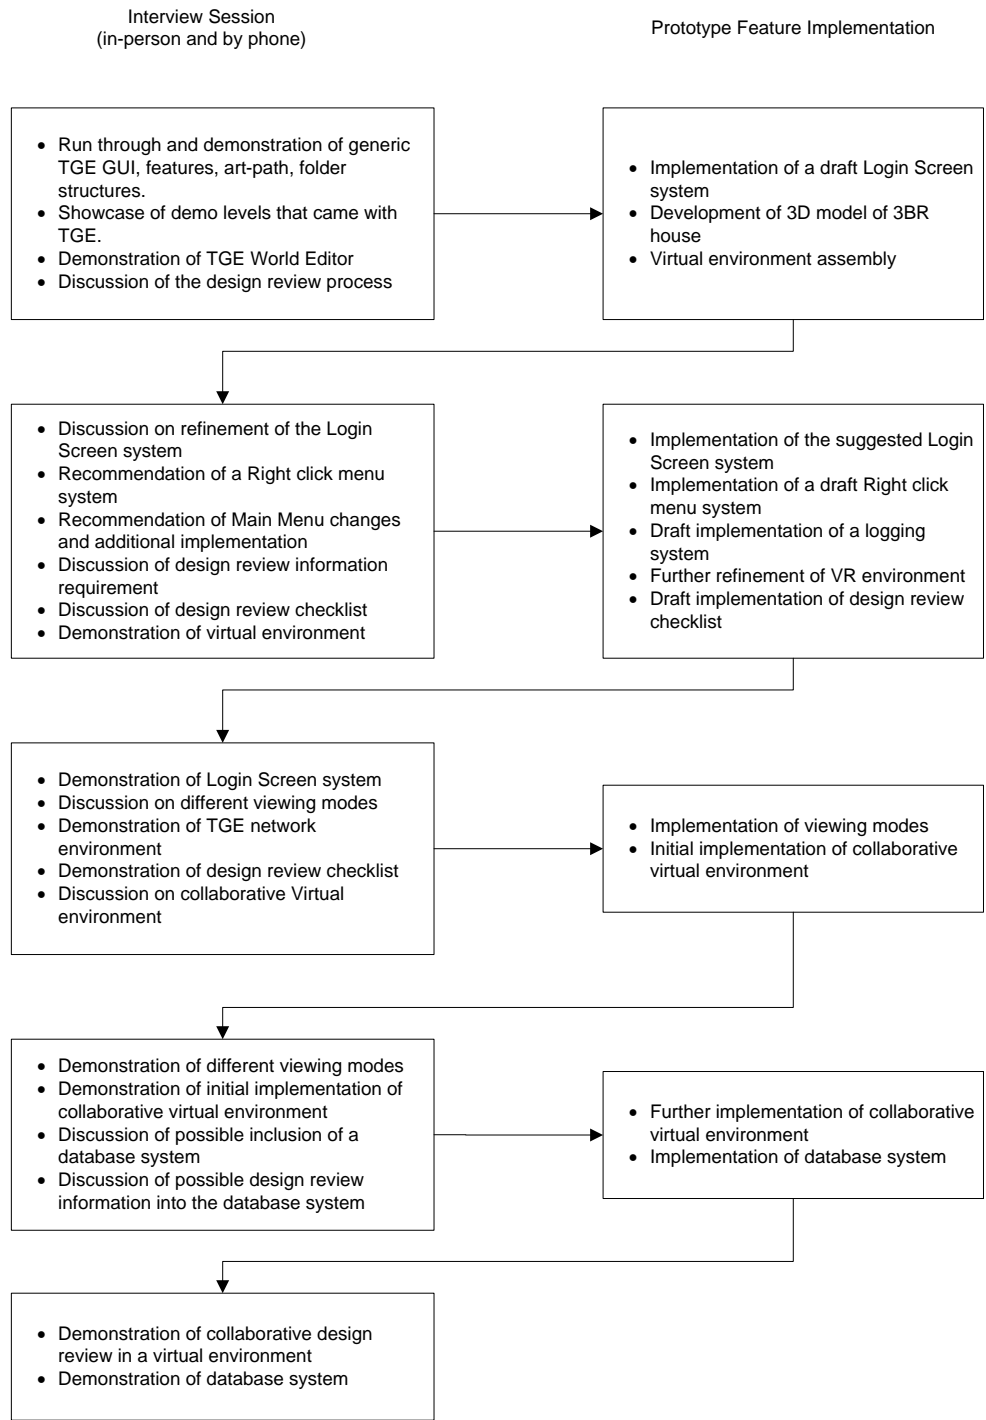 Interview Session
(in-person and by phone)
Prototype Feature Implementation
• Run through and demonstration of generic
TGE GUI, features, art-path, folder
structures.
• Showcase of demo levels that came with
TGE.
• Demonstration of TGE World Editor
• Discussion of the design review process
• Implementation of a draft Login Screen
system
• Development of 3D model of 3BR
house
• Virtual environment assembly
• Discussion on refinement of the Login
Screen system
• Recommendation of a Right click menu
system
• Recommendation of Main Menu changes
and additional implementation
• Discussion of design review information
requirement
• Discussion of design review checklist
• Demonstration of virtual environment
• Implementation of the suggested Login
Screen system
• Implementation of a draft Right click
menu system
• Draft implementation of a logging
system
• Further refinement of VR environment
• Draft implementation of design review
checklist
• Demonstration of Login Screen system
• Discussion on different viewing modes
• Demonstration of TGE network
environment
• Demonstration of design review checklist
• Discussion on collaborative Virtual
environment
• Implementation of viewing modes
• Initial implementation of collaborative
virtual environment
• Demonstration of different viewing modes
• Demonstration of initial implementation of
collaborative virtual environment
• Discussion of possible inclusion of a
database system
• Discussion of possible design review
information into the database system
• Further implementation of collaborative
virtual environment
• Implementation of database system
• Demonstration of collaborative design
review in a virtual environment
• Demonstration of database system